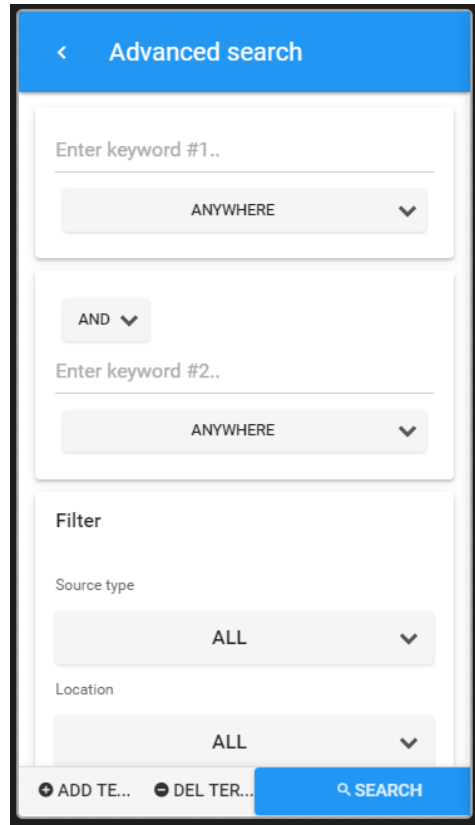 Advanced search
Enter keyword #1..
ANYWHERE
AND
Enter keyword #2..
ANYWHERE
Filter
Source type
ALL
Location
ALL
ADD TE... DEL TER... SEARCH